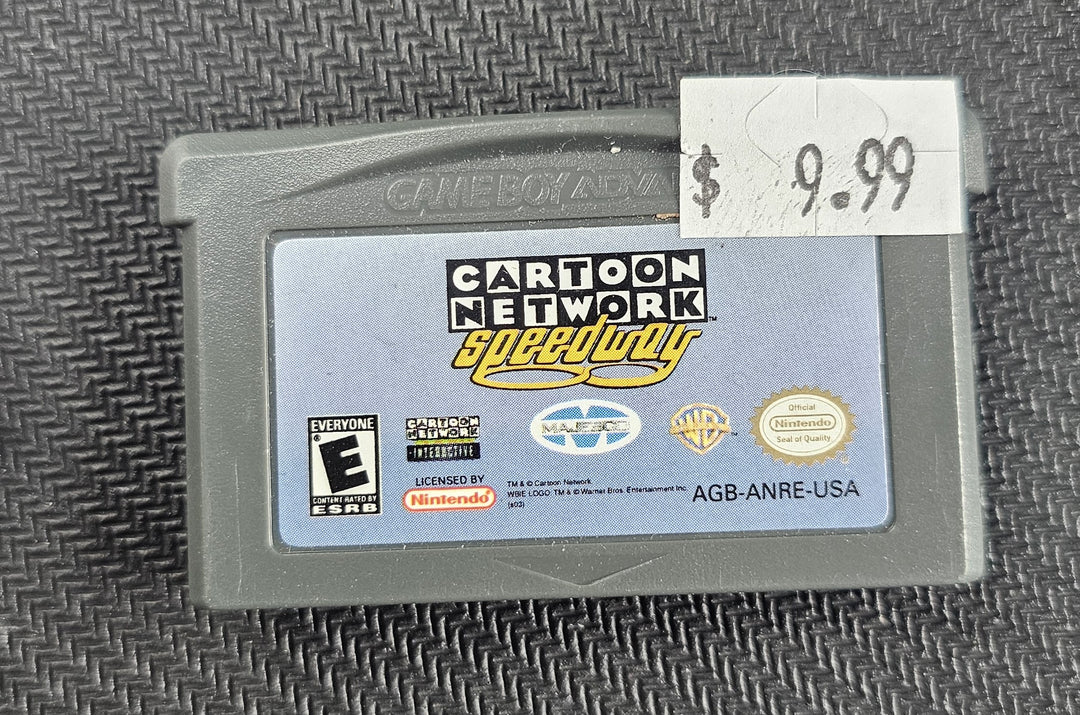 $ 9.99
GAME BOY ADVA
CARTOON
NETWORK™
speedway
EVERYONE
E
®
CONTENT RATED BY
ESRB
CARTOON
NETWORK
INTERACTIVE
MAJESCO
WB™
Official
Nintendo
Seal of Quality
LICENSED BY
Nintendo®
TM & © Cartoon Network.
WBIE LOGO: TM & © Warner Bros. Entertainment Inc.
(s03)
AGB-ANRE-USA